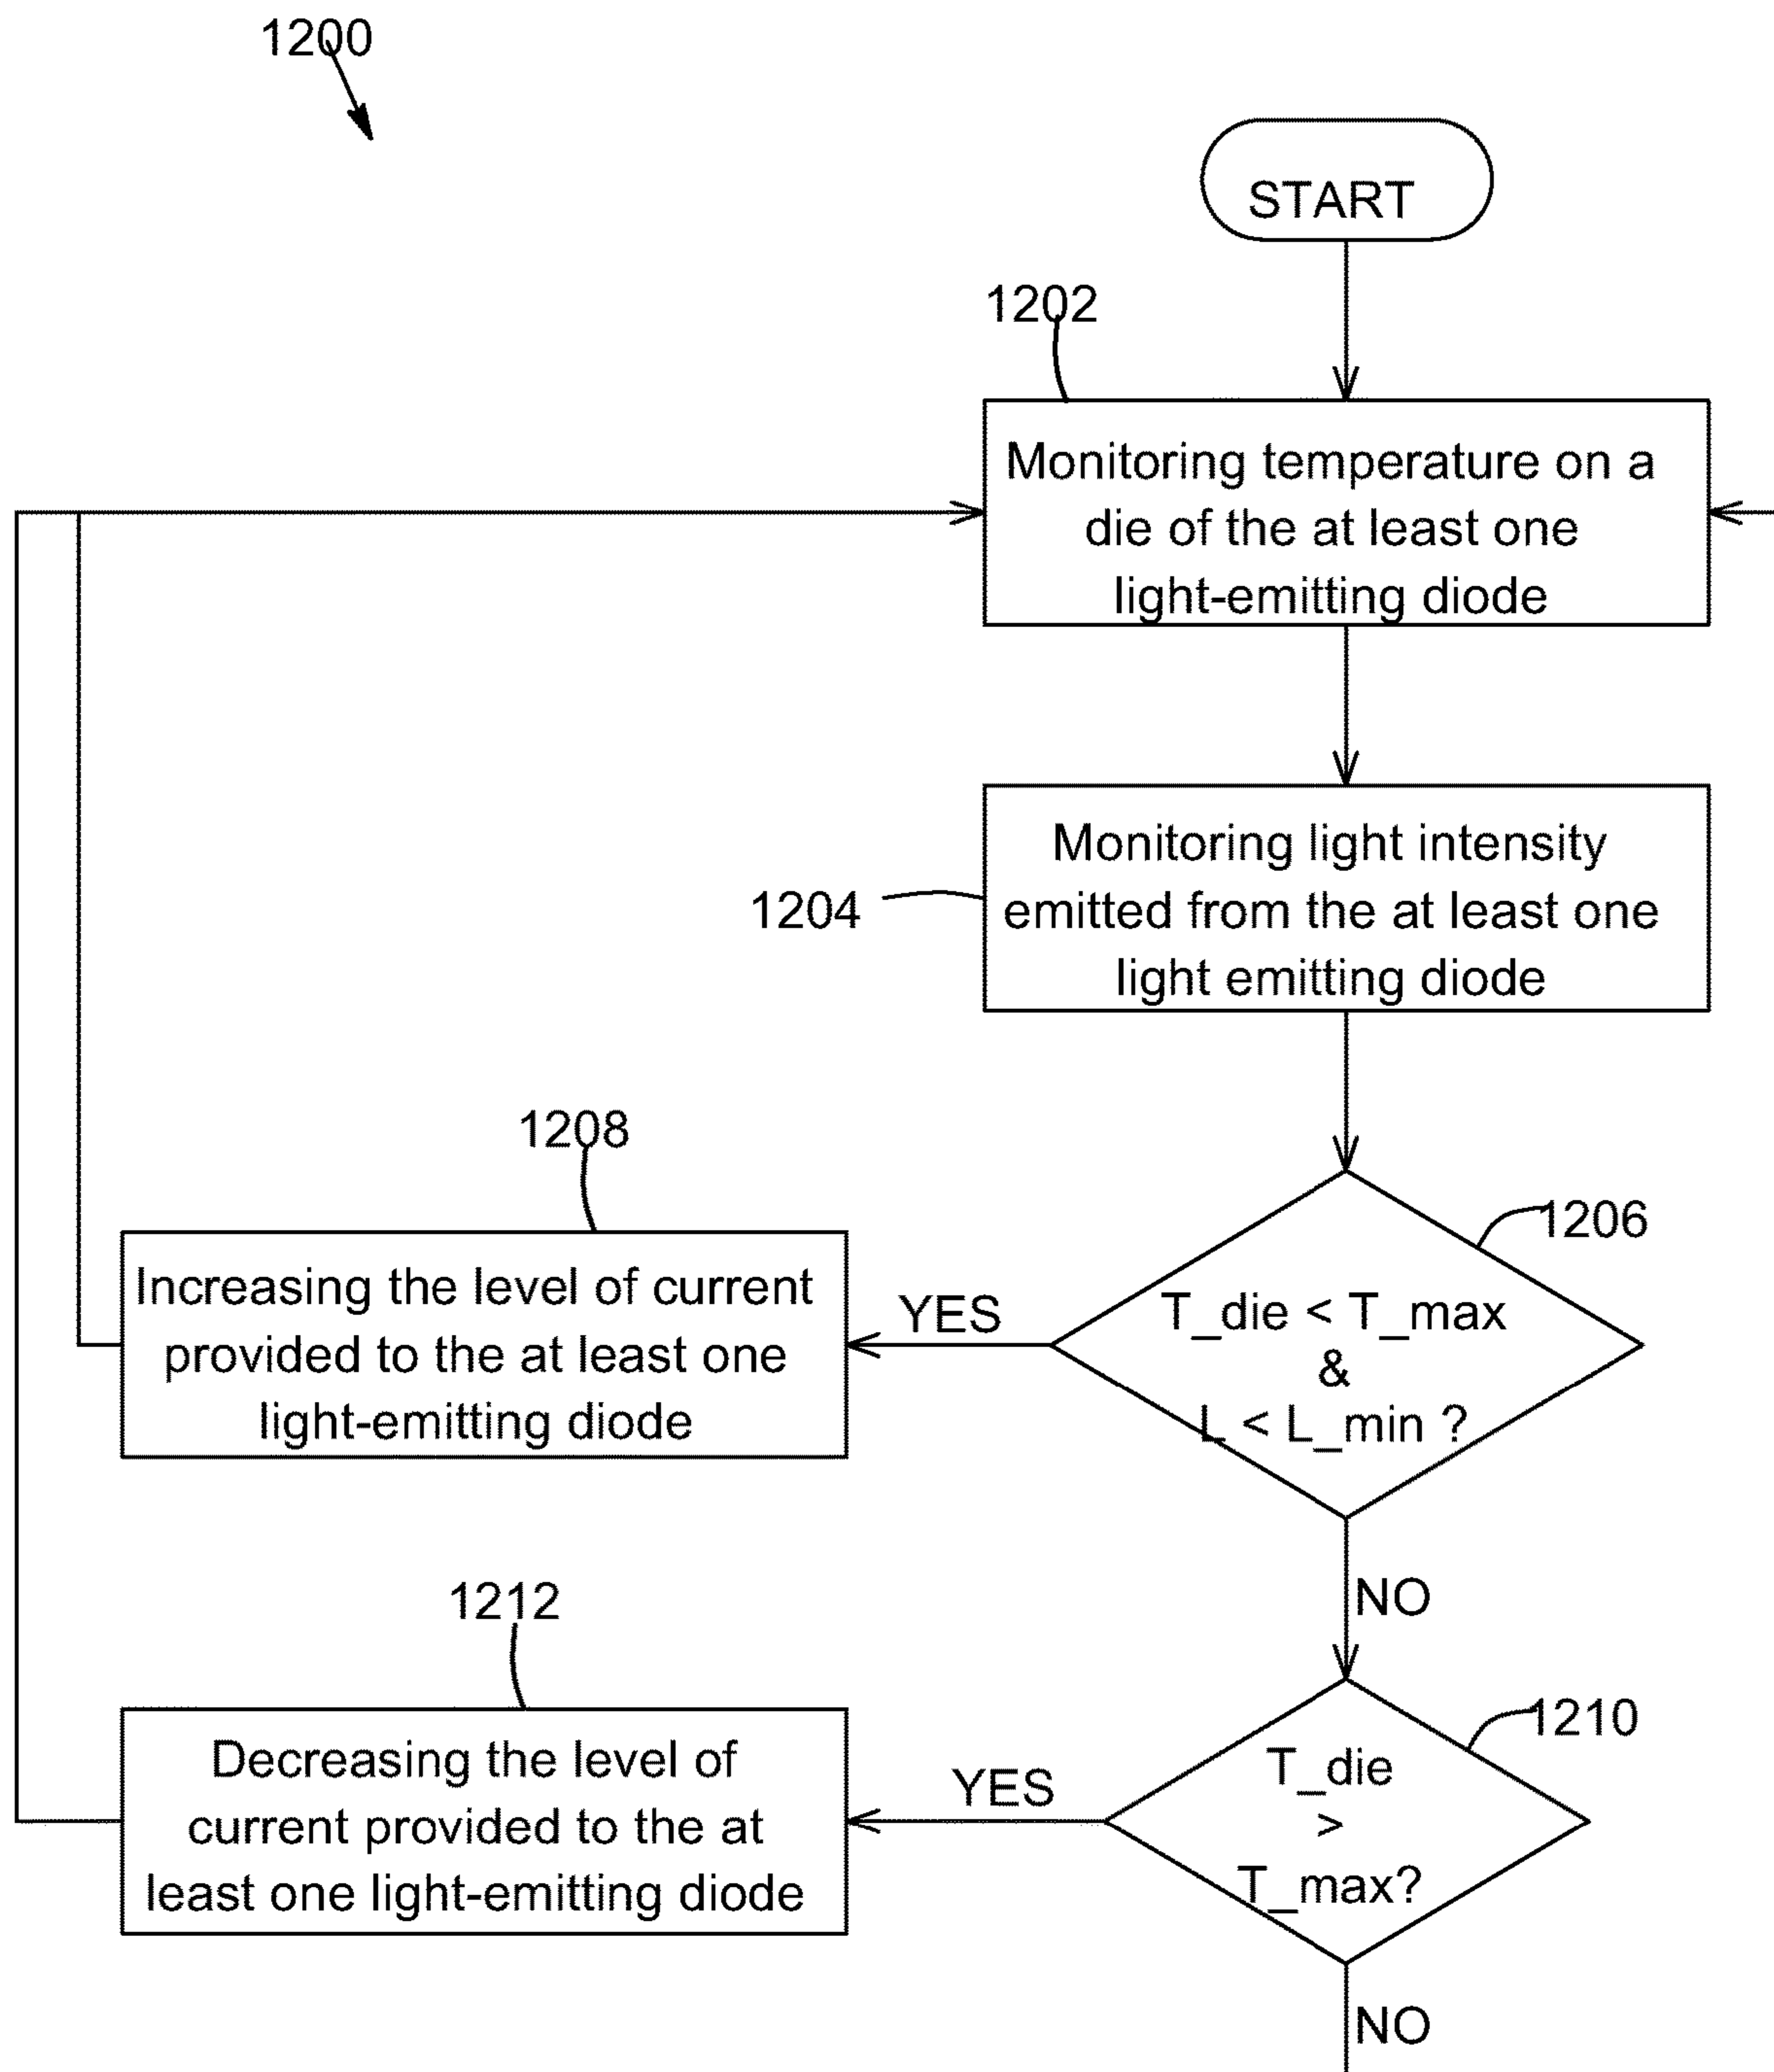 1200
START
1202
Monitoring temperature on a
die of the at least one
light-emitting diode
Monitoring light intensity
1204
emitted from the at least one
light emitting diode
1208
1206
Increasing the level of current
provided to the at least one
light-emitting diode
YES
T_die < T_max
&
L < L_min ?
NO
1212
1210
Decreasing the level of
current provided to the at
least one light-emitting diode
YES
T_die
>
T_max?
NO